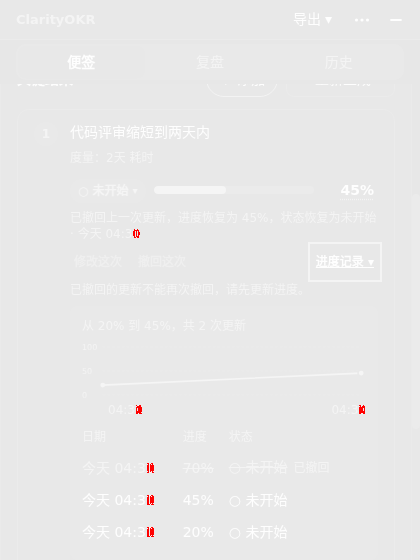 ClarityOKR 导出 ▾ ··· −
便签 复盘 历史
1 代码评审缩短到两天内
度量：2天 耗时
○ 未开始 ▾ 45%
已撤回上一次更新，进度恢复为 45%，状态恢复为未开始
今天 04:
修改这次 撤回这次 进度记录 ▾
已撤回的更新不能再次撤回，请先更新进度。
从 20% 到 45%，共 2 次更新
100
50
0
日期 进度 状态
今天 70% ○ 未开始 已撤回
今天 45% ○ 未开始
今天 20% ○ 未开始